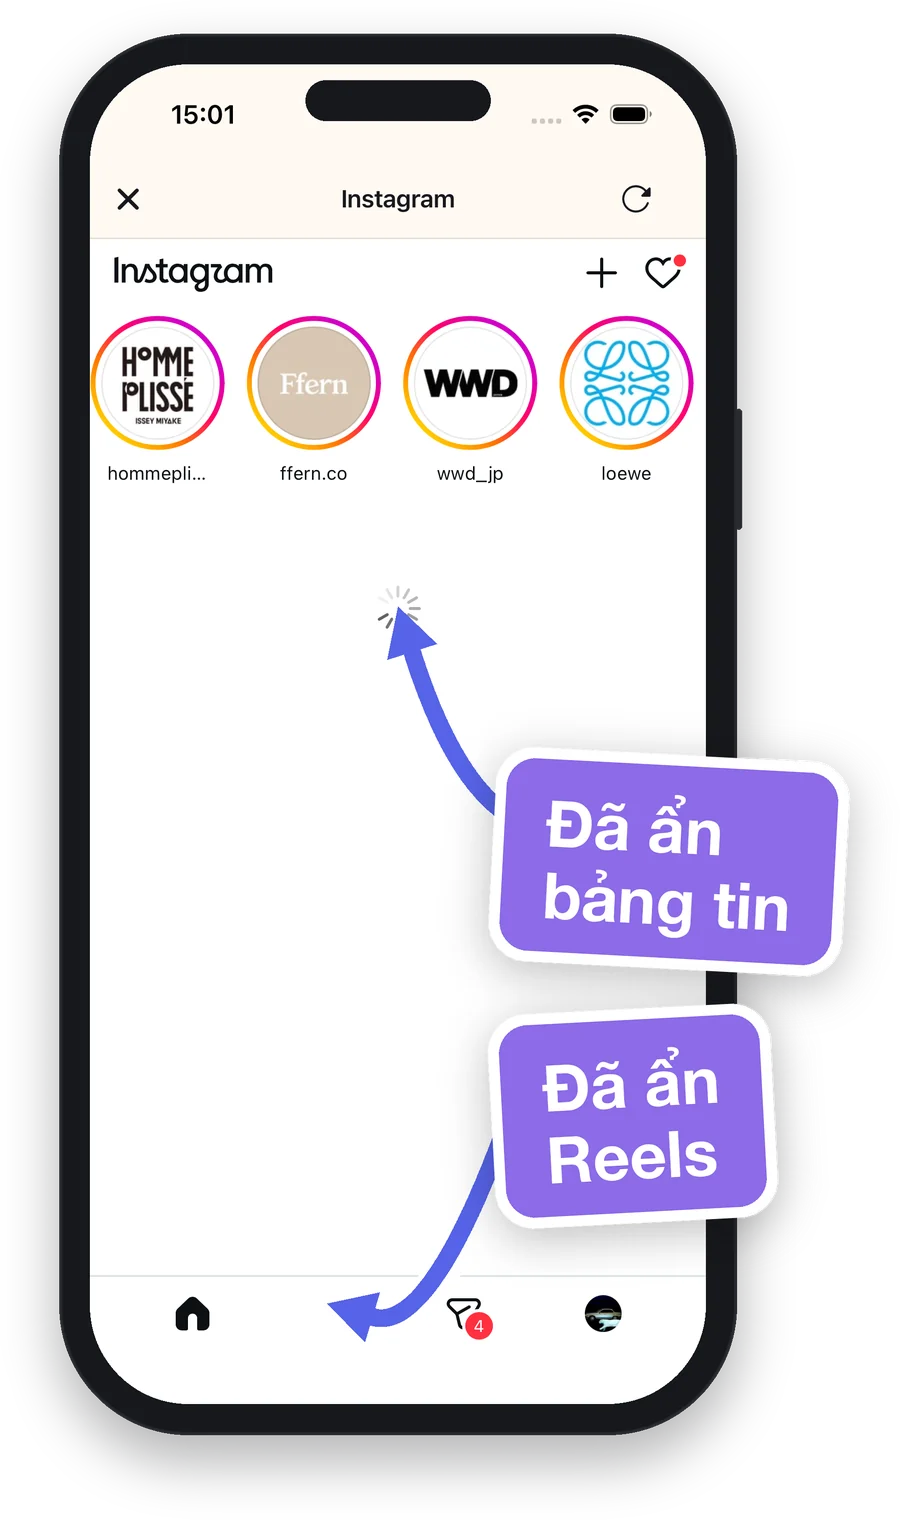 15:01
Instagram
Instagram
HOMME
PLISSÉ
ISSEY MIYAKE
Ffern
WWD
hommepli...
ffern.co
wwd_jp
loewe
Đã ẩn
bảng tin
Đã ẩn
Reels
4